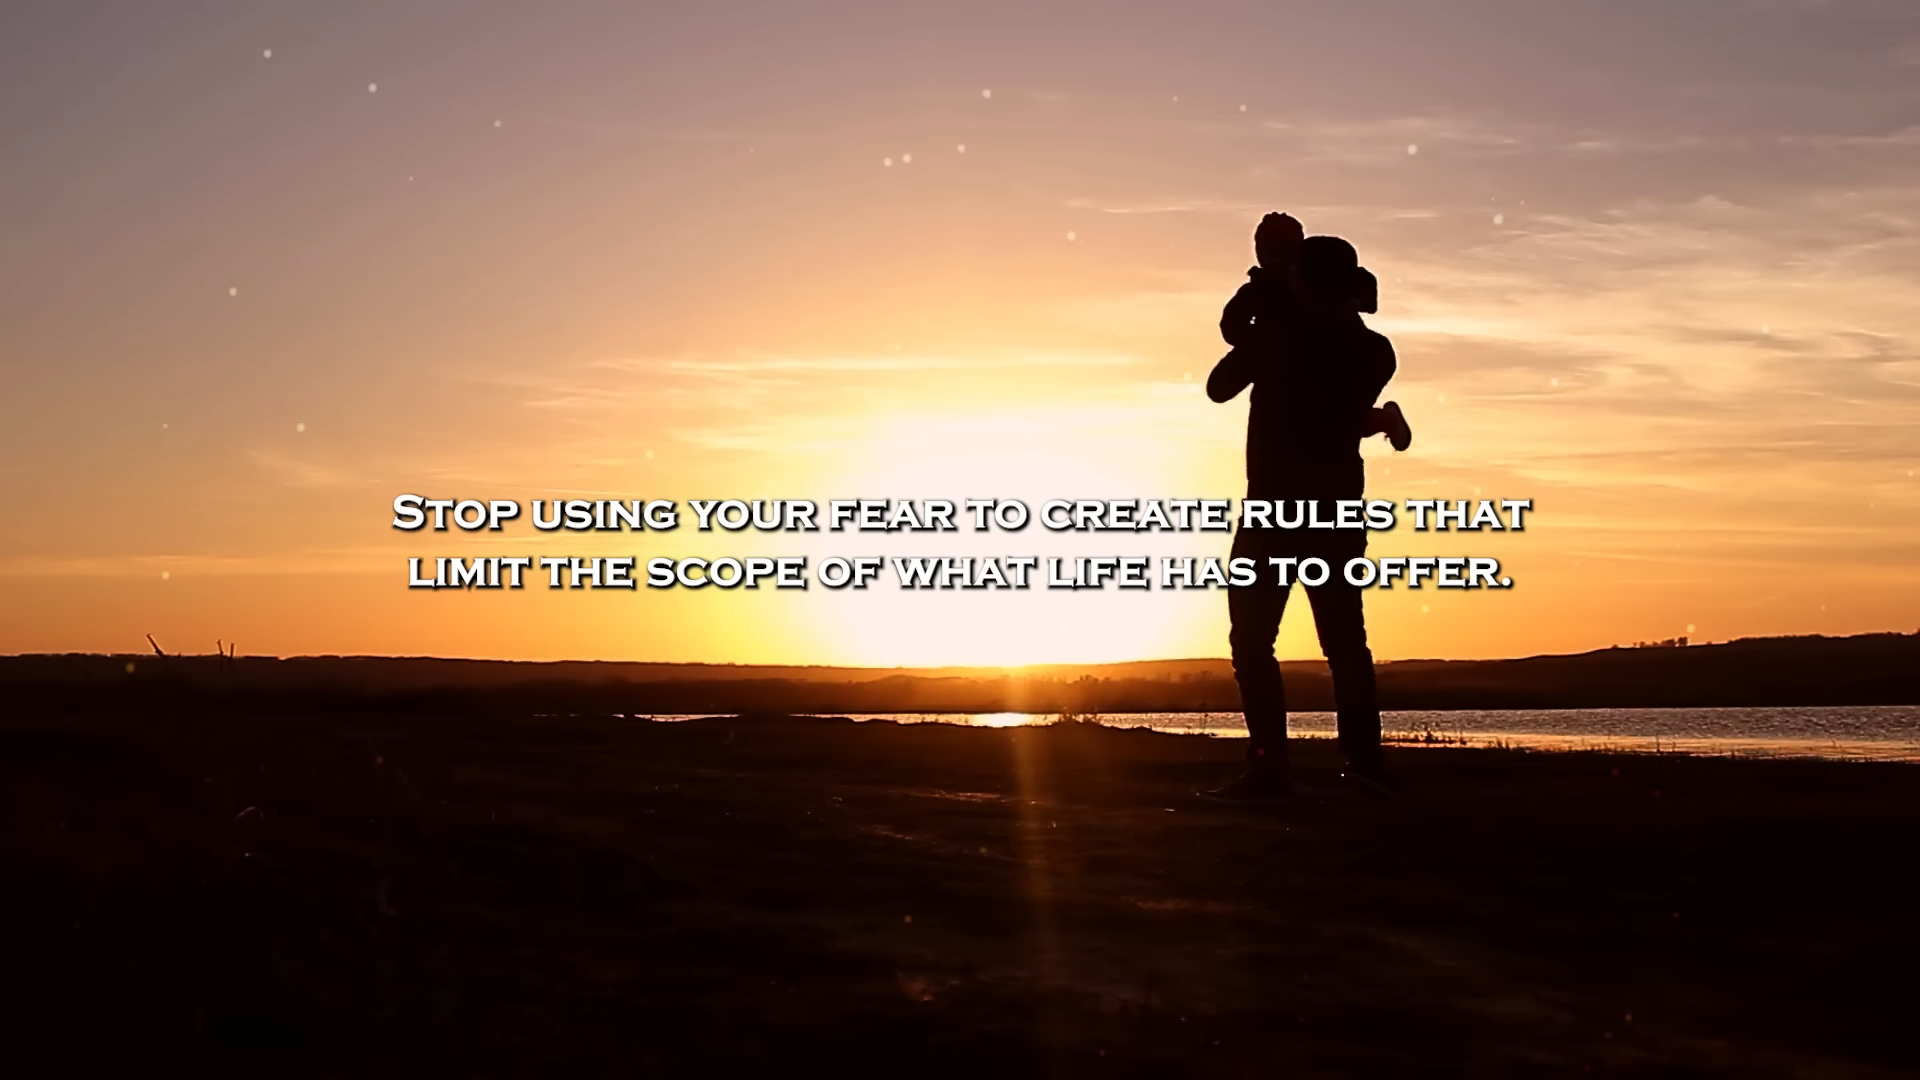 Stop using your fear to create rules that
limit the scope of what life has to offer.